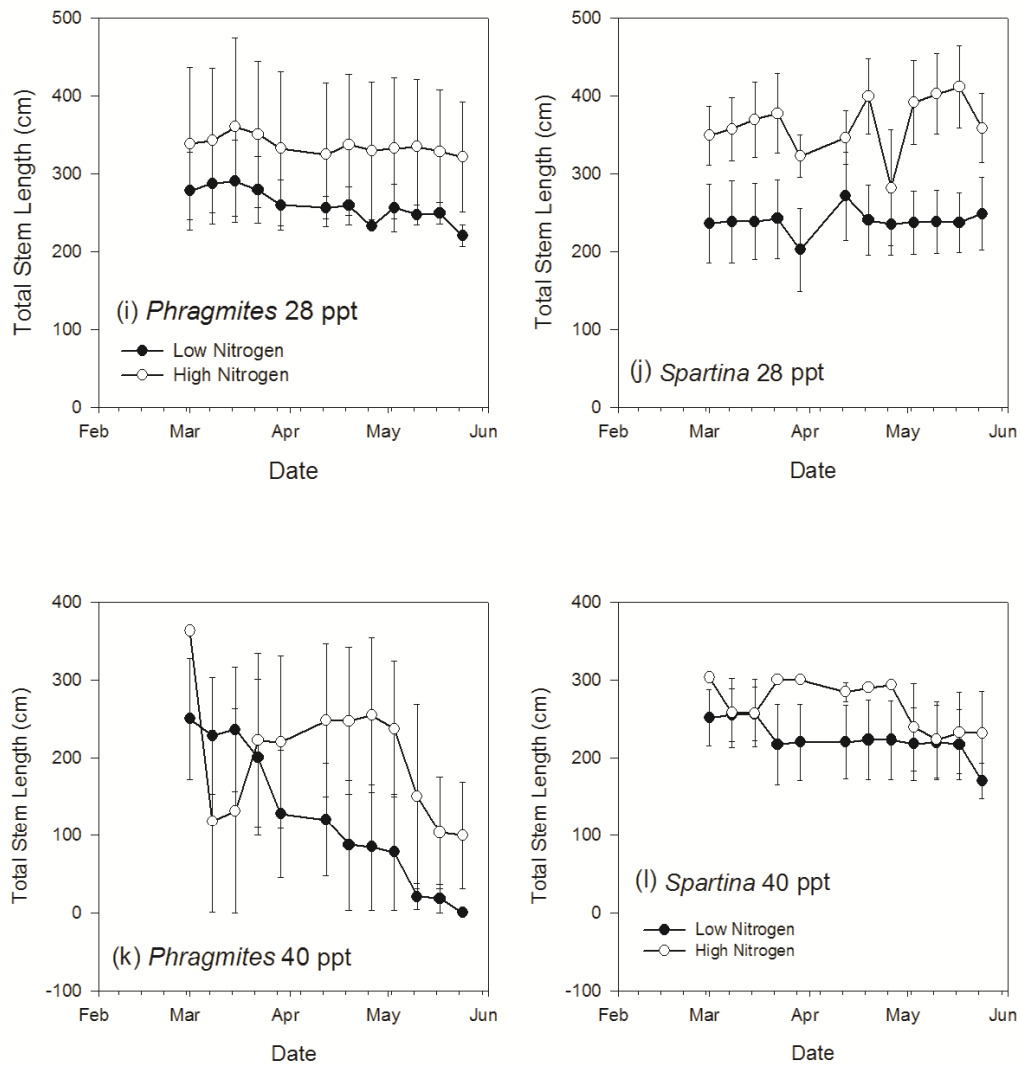 500
400
300
200
100
0
Total Stem Length (cm)
(i) Phragmites 28 ppt
Low Nitrogen
High Nitrogen
Feb Mar Apr May Jun
Date
500
400
300
200
100
0
Total Stem Length (cm)
(j) Spartina 28 ppt
Feb Mar Apr May Jun
Date
400
300
200
100
0
-100
Total Stem Length (cm)
(k) Phragmites 40 ppt
Feb Mar Apr May Jun
Date
400
300
200
100
0
-100
Total Stem Length (cm)
(l) Spartina 40 ppt
Low Nitrogen
High Nitrogen
Feb Mar Apr May Jun
Date